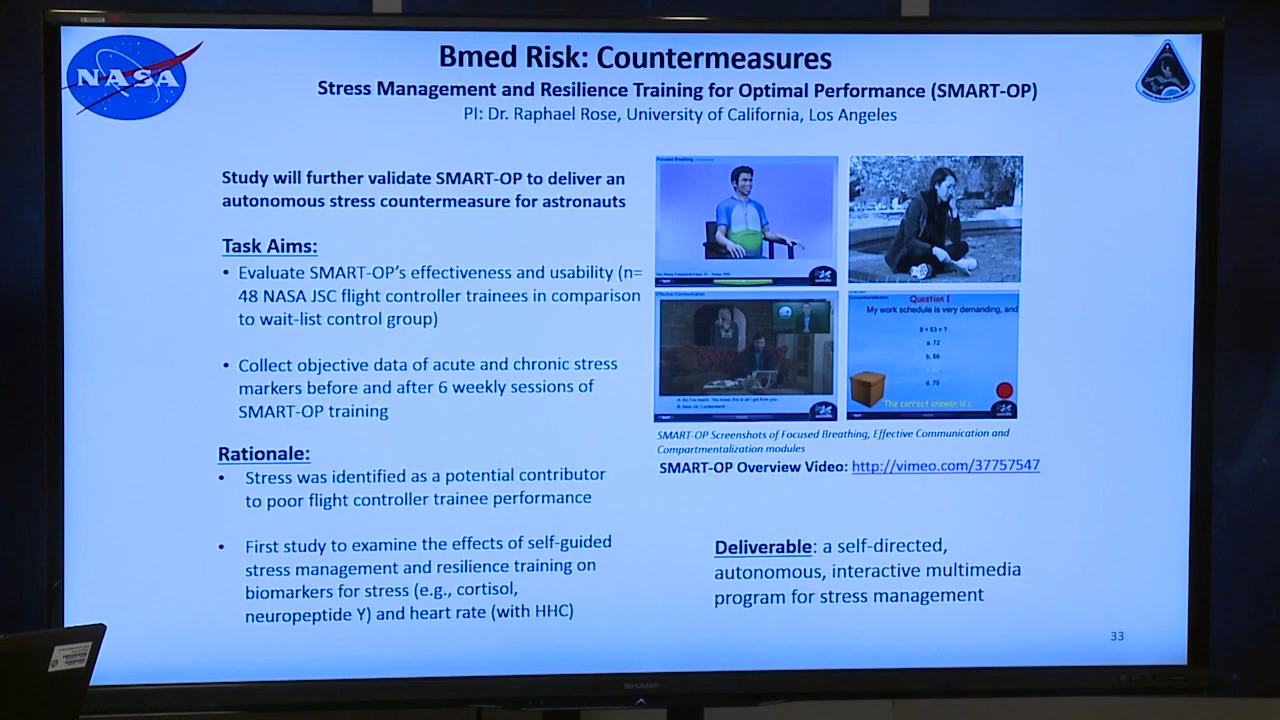 NASA
Bmed Risk: Countermeasures
Stress Management and Resilience Training for Optimal Performance (SMART-OP)
PI: Dr. Raphael Rose, University of California, Los Angeles
Study will further validate SMART-OP to deliver an
autonomous stress countermeasure for astronauts
Task Aims:
• Evaluate SMART-OP's effectiveness and usability (n=
48 NASA JSC flight controller trainees in comparison
to wait-list control group)
• Collect objective data of acute and chronic stress
markers before and after 6 weekly sessions of
SMART-OP training
Rationale:
• Stress was identified as a potential contributor
to poor flight controller trainee performance
• First study to examine the effects of self-guided
stress management and resilience training on
biomarkers for stress (e.g., cortisol,
neuropeptide Y) and heart rate (with HHC)
Focused Breathing
Effective Communication
Compartmentalization
Question 1
My work schedule is very demanding, and
9 + 53 = ?
a. 72
b. 66
c. 62
d. 70
The correct answer is c
SMART-OP Screenshots of Focused Breathing, Effective Communication and
Compartmentalization modules
SMART-OP Overview Video: http://vimeo.com/37757547
Deliverable: a self-directed,
autonomous, interactive multimedia
program for stress management
33
SHARP